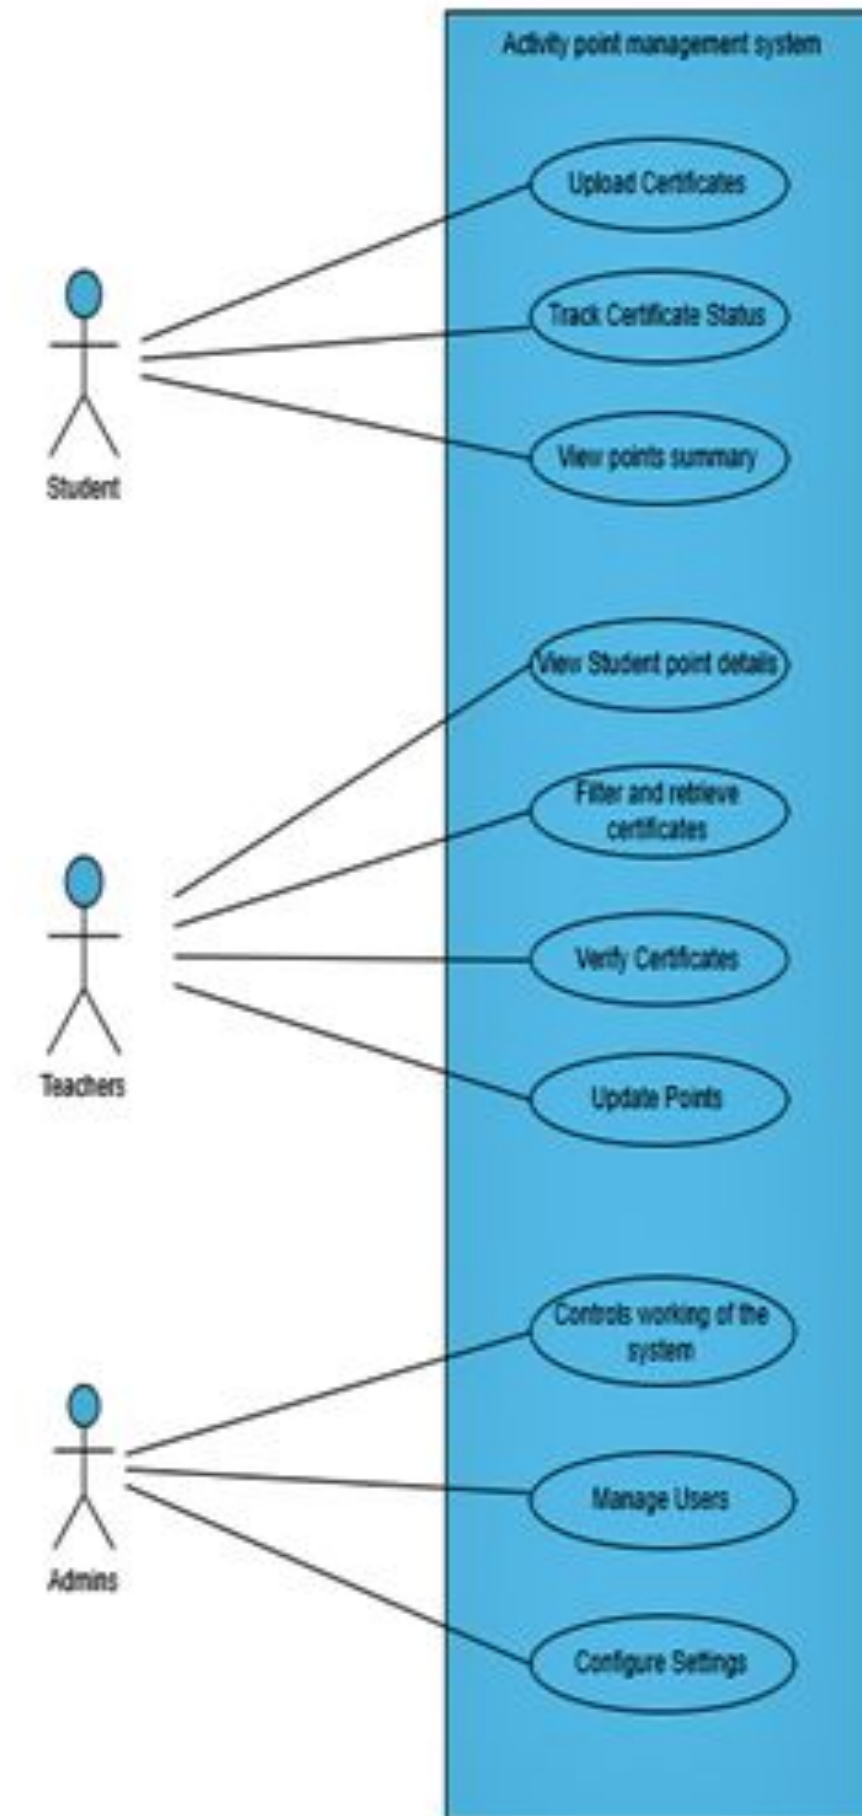 Activity point management system
Upload Certificates
Track Certificate Status
View points summary
Student
View Student point details
Filter and retrieve
certificates
Verify Certificates
Teachers
Update Points
Controls working of the
system
Manage Users
Admins
Configure Settings